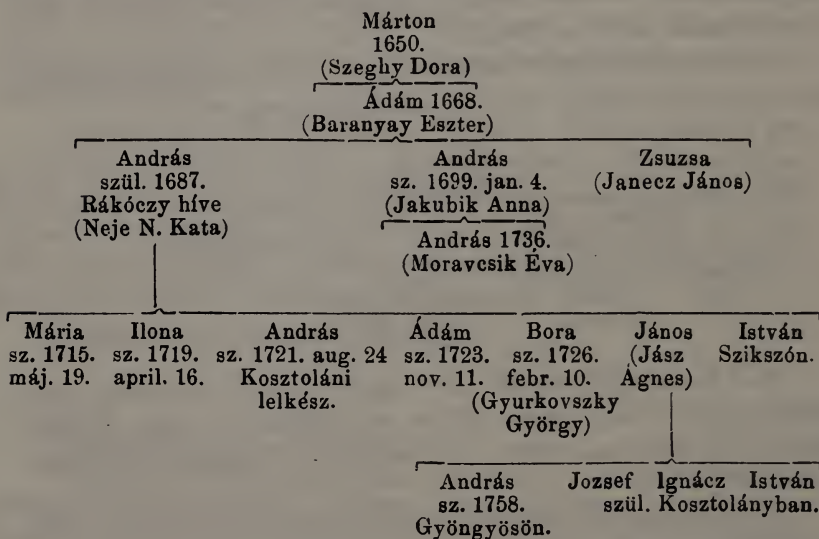 Márton
1650.
(Szeghy Dora)
Ádám 1668.
(Baranyay Eszter)
András András Zsuzsa
szül. 1687. sz. 1699. jan. 4. (Janecz János)
Rákóczy híve (Jakubik Anna)
(Neje N. Kata) András 1736.
(Moravcsik Éva)
Mária Ilona András Ádám Bora János István
sz. 1715. sz. 1719. sz. 1721. aug. 24 sz. 1723. sz. 1726. (Jász Szikszón.
máj. 19. april. 16. Kosztoláni nov. 11. febr. 10. Ágnes)
lelkész. (Gyurkovszky
György)
András Jozsef Ignácz István
sz. 1758. szül. Kosztolányban.
Gyöngyösön.